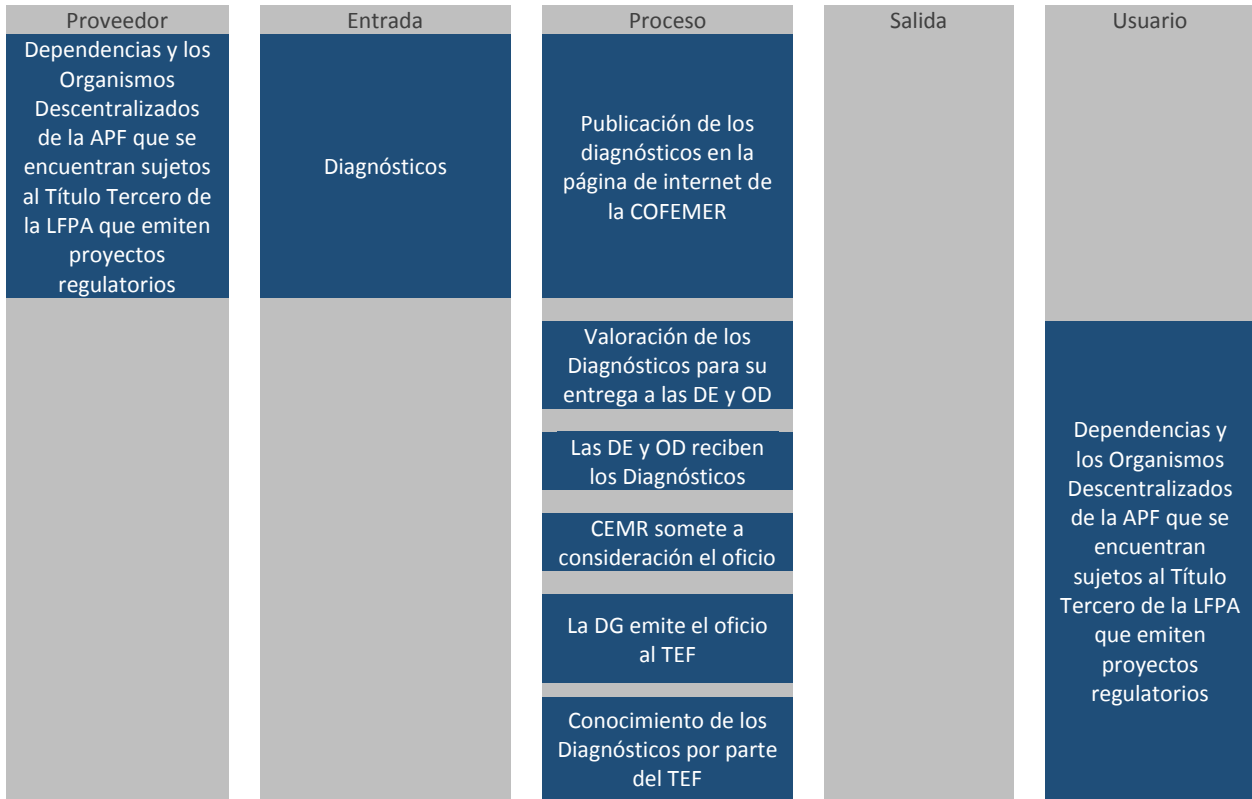 Proveedor
Dependencias y los
Organismos
Descentralizados
de la APF que se
encuentran sujetos
al Título Tercero de
la LFPA que emiten
proyectos
regulatorios
Entrada
Diagnósticos
Proceso
Publicación de los
diagnósticos en la
página de internet de
la COFEMER
Valoración de los
Diagnósticos para su
entrega a las DE y OD
Las DE y OD reciben
los Diagnósticos
CEMR somete a
consideración el oficio
La DG emite el oficio
al TEF
Conocimiento de los
Diagnósticos por parte
del TEF
Salida
Usuario
Dependencias y
los Organismos
Descentralizados
de la APF que se
encuentran
sujetos al Título
Tercero de la LFPA
que emiten
proyectos
regulatorios